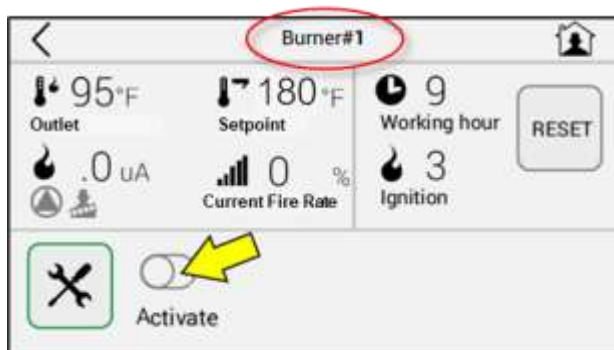 Burner#1
95°F
Outlet
180°F
Setpoint
9
Working hour
RESET
.0 uA
0 %
Current Fire Rate
3
Ignition
Activate